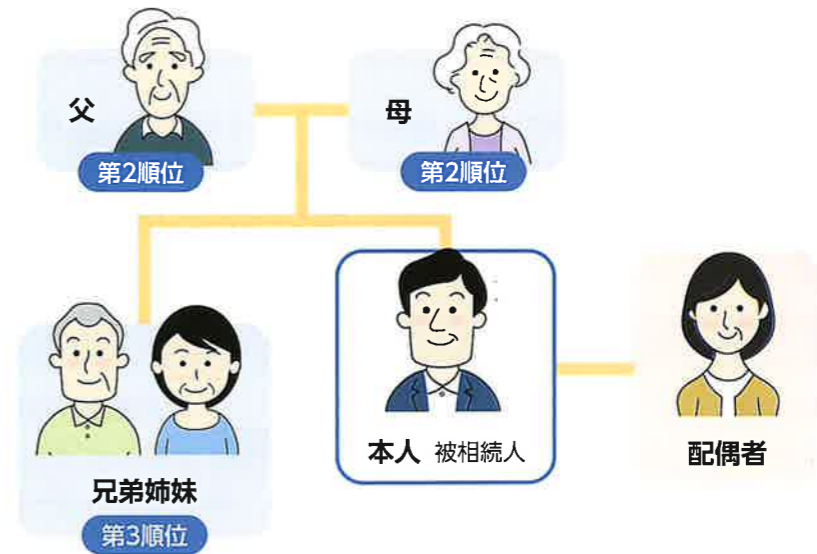 父
第2順位
母
第2順位
本人 被相続人
配偶者
兄弟姉妹
第3順位